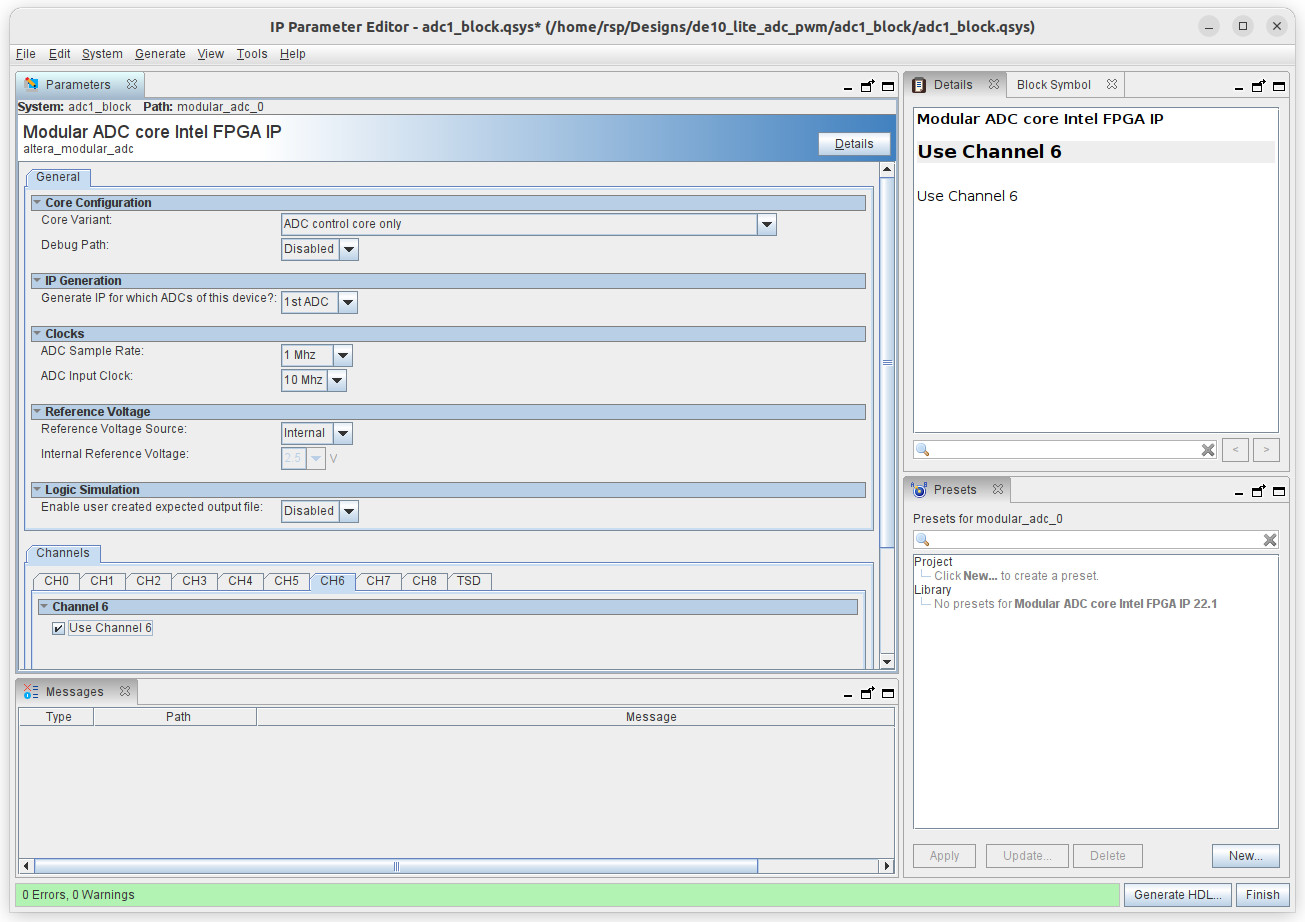 IP Parameter Editor - adc1_block.qsys* (/home/rsp/Designs/de10_lite_adc_pwm/adc1_block/adc1_block.qsys)
File Edit System Generate View Tools Help
Parameters
System: adc1_block Path: modular_adc_0
Modular ADC core Intel FPGA IP
altera_modular_adc
Details
General
Core Configuration
Core Variant: ADC control core only
Debug Path: Disabled
IP Generation
Generate IP for which ADCs of this device?: 1st ADC
Clocks
ADC Sample Rate: 1 Mhz
ADC Input Clock: 10 Mhz
Reference Voltage
Reference Voltage Source: Internal
Internal Reference Voltage: 2.5 V
Logic Simulation
Enable user created expected output file: Disabled
Channels
CH0 CH1 CH2 CH3 CH4 CH5 CH6 CH7 CH8 TSD
Channel 6
Use Channel 6
Messages
Type Path Message
0 Errors, 0 Warnings
Details Block Symbol
Modular ADC core Intel FPGA IP
Use Channel 6
Use Channel 6
< >
Presets
Presets for modular_adc_0
Project
Click New... to create a preset.
Library
No presets for Modular ADC core Intel FPGA IP 22.1
Apply Update... Delete New...
Generate HDL... Finish